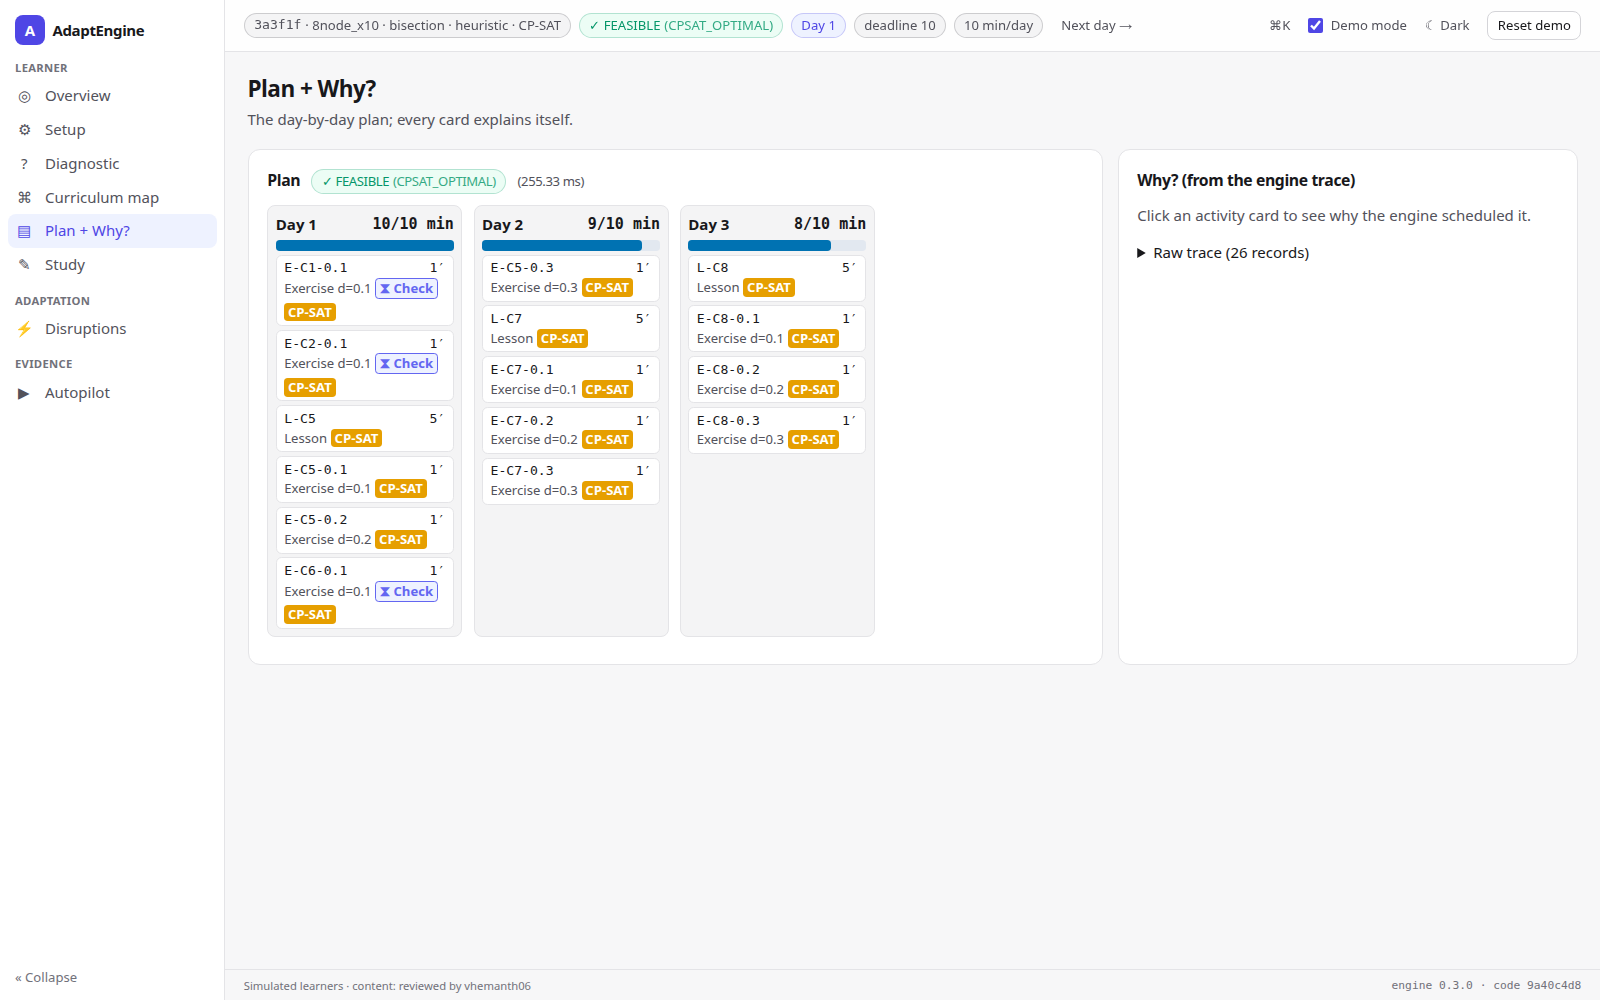 A AdaptEngine
LEARNER
◎ Overview
⚙ Setup
? Diagnostic
⌘ Curriculum map
▤ Plan + Why?
✎ Study
ADAPTATION
⚡ Disruptions
EVIDENCE
▶ Autopilot
« Collapse
3a3f1f · 8node_x10 · bisection · heuristic · CP-SAT
✓ FEASIBLE (CPSAT_OPTIMAL)
Day 1
deadline 10
10 min/day
Next day →
⌘K
Demo mode
☾ Dark
Reset demo
Plan + Why?
The day-by-day plan; every card explains itself.
Plan ✓ FEASIBLE (CPSAT_OPTIMAL) (255.33 ms)
Day 1 10/10 min
E-C1-0.1 1′
Exercise d=0.1 ⧗ Check
CP-SAT
E-C2-0.1 1′
Exercise d=0.1 ⧗ Check
CP-SAT
L-C5 5′
Lesson CP-SAT
E-C5-0.1 1′
Exercise d=0.1 CP-SAT
E-C5-0.2 1′
Exercise d=0.2 CP-SAT
E-C6-0.1 1′
Exercise d=0.1 ⧗ Check
CP-SAT
Day 2 9/10 min
E-C5-0.3 1′
Exercise d=0.3 CP-SAT
L-C7 5′
Lesson CP-SAT
E-C7-0.1 1′
Exercise d=0.1 CP-SAT
E-C7-0.2 1′
Exercise d=0.2 CP-SAT
E-C7-0.3 1′
Exercise d=0.3 CP-SAT
Day 3 8/10 min
L-C8 5′
Lesson CP-SAT
E-C8-0.1 1′
Exercise d=0.1 CP-SAT
E-C8-0.2 1′
Exercise d=0.2 CP-SAT
E-C8-0.3 1′
Exercise d=0.3 CP-SAT
Why? (from the engine trace)
Click an activity card to see why the engine scheduled it.
▶ Raw trace (26 records)
Simulated learners · content: reviewed by vhemanth06
engine 0.3.0 · code 9a40c4d8